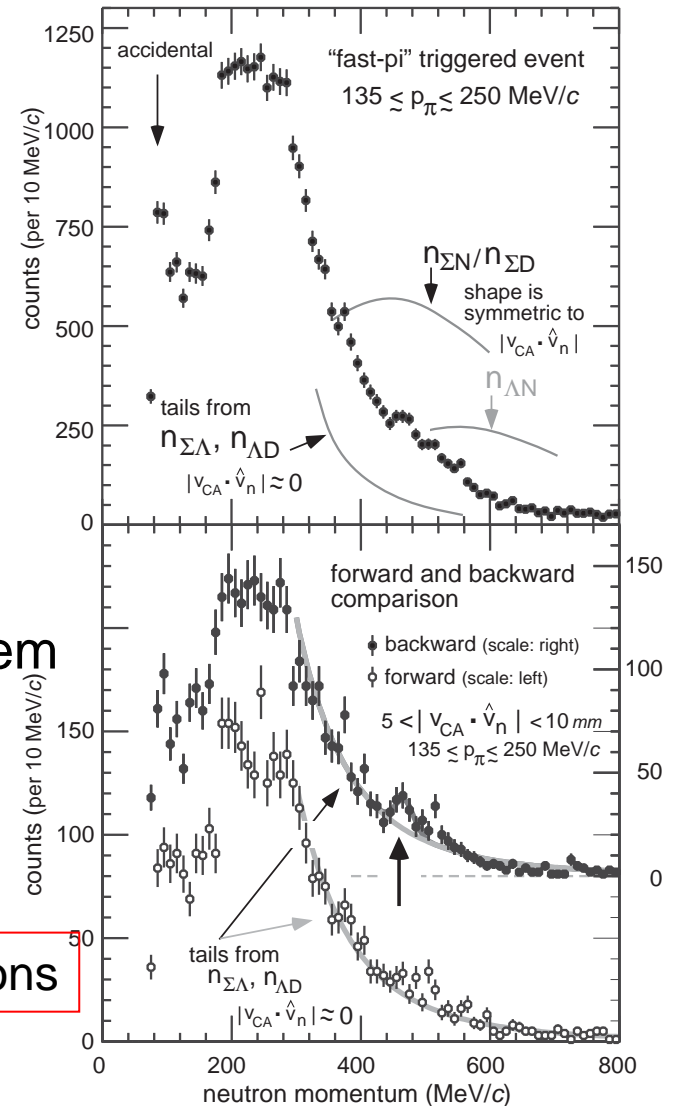 1250
accidental
“fast-pi” triggered event
135 ≤ pπ ≤ 250 MeV/c
1000
counts (per 10 MeV/c)
750
nΣN/nΣD
shape is
symmetric to
|vCA · v̂n|
500
nΛN
tails from
nΣΛ, nΛD
|vCA · v̂n| ≈ 0
250
0
150
forward and backward
comparison
em
backward (scale: right)
100
forward (scale: left)
5 < | vCA · v̂n | < 10 mm
135 ≤ pπ ≤ 250 MeV/c
150
50
counts (per 10 MeV/c)
counts (per 10 MeV/c)
100
0
50
ons
tails from
nΣΛ, nΛD
|vCA · v̂n| ≈ 0
0
0 200 400 600 800
neutron momentum (MeV/c)